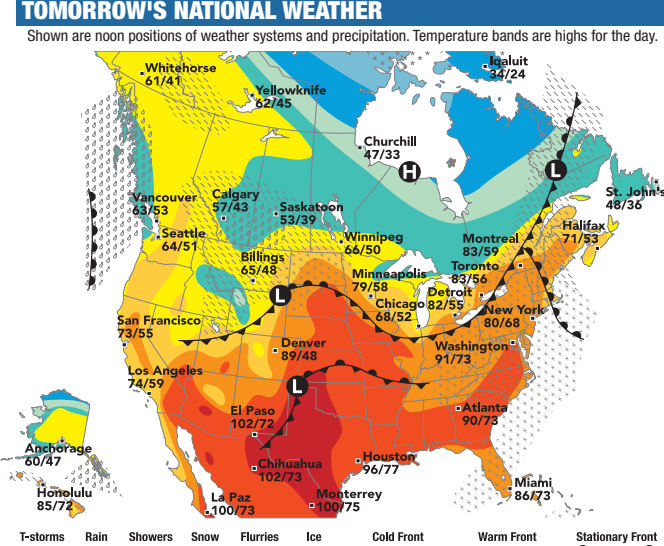 TOMORROW'S NATIONAL WEATHER
Shown are noon positions of weather systems and precipitation. Temperature bands are highs for the day.
Iqaluit
34/24
Whitehorse
61/41
Yellowknife
62/45
Churchill
47/33
H
L
St. John's
48/36
Vancouver
63/53
Calgary
57/43
Saskatoon
53/39
Seattle
64/51
Winnipeg
66/50
Montreal
83/59
Halifax
71/53
Billings
65/48
Minneapolis
79/58
Toronto
83/56
L
Chicago
68/52
Detroit
82/55
New York
80/68
San Francisco
73/55
Denver
89/48
Washington
91/73
Los Angeles
74/59
L
El Paso
102/72
Atlanta
90/73
Anchorage
60/47
Chihuahua
102/73
Houston
96/77
Honolulu
85/72
La Paz
100/73
Monterrey
100/75
Miami
86/73
T-storms Rain Showers Snow Flurries Ice Cold Front Warm Front Stationary Front